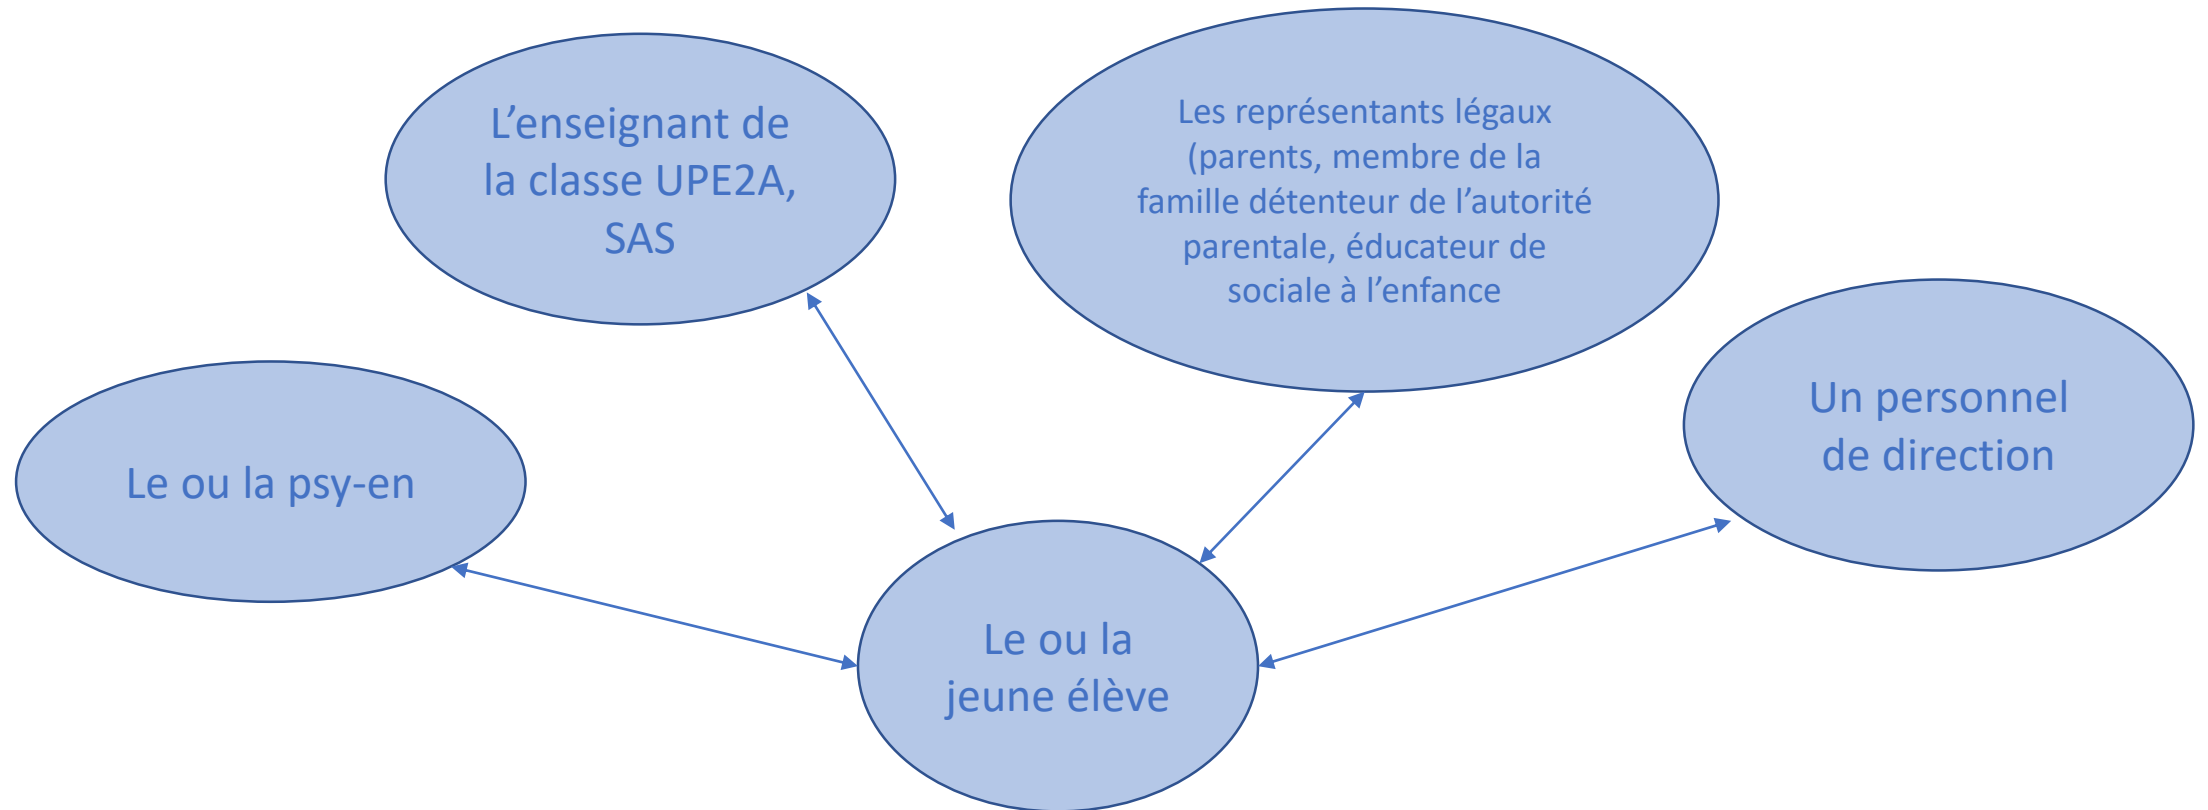 L’enseignant de
la classe UPE2A,
SAS
Les représentants légaux
(parents, membre de la
famille détenteur de l’autorité
parentale, éducateur de
sociale à l’enfance
Un personnel
de direction
Le ou la psy-en
Le ou la
jeune élève